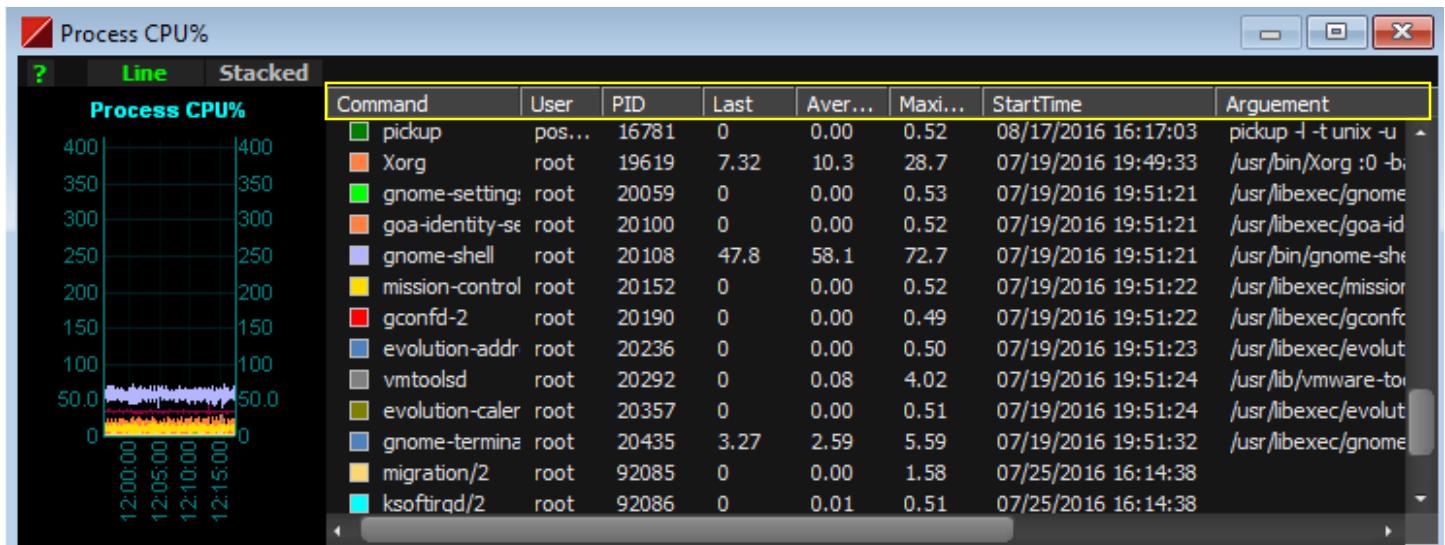 Process CPU%
? Line Stacked
Process CPU%
400 400
350 350
300 300
250 250
200 200
150 150
100 100
50.0 50.0
0 0
12:00:00 12:05:00 12:10:00 12:15:00
Command User PID Last Aver... Maxi... StartTime Arguement
pickup pos... 16781 0 0.00 0.52 08/17/2016 16:17:03 pickup -l -t unix -u
Xorg root 19619 7.32 10.3 28.7 07/19/2016 19:49:33 /usr/bin/Xorg :0 -ba
gnome-settings root 20059 0 0.00 0.53 07/19/2016 19:51:21 /usr/libexec/gnome
goa-identity-se root 20100 0 0.00 0.52 07/19/2016 19:51:21 /usr/libexec/goa-id
gnome-shell root 20108 47.8 58.1 72.7 07/19/2016 19:51:21 /usr/bin/gnome-she
mission-control root 20152 0 0.00 0.52 07/19/2016 19:51:22 /usr/libexec/mission
gconfd-2 root 20190 0 0.00 0.49 07/19/2016 19:51:22 /usr/libexec/gconfd
evolution-addr root 20236 0 0.00 0.50 07/19/2016 19:51:23 /usr/libexec/evolut
vmtoolsd root 20292 0 0.08 4.02 07/19/2016 19:51:24 /usr/lib/vmware-too
evolution-calen root 20357 0 0.00 0.51 07/19/2016 19:51:24 /usr/libexec/evolut
gnome-termina root 20435 3.27 2.59 5.59 07/19/2016 19:51:32 /usr/libexec/gnome
migration/2 root 92085 0 0.00 1.58 07/25/2016 16:14:38
ksoftirqd/2 root 92086 0 0.01 0.51 07/25/2016 16:14:38